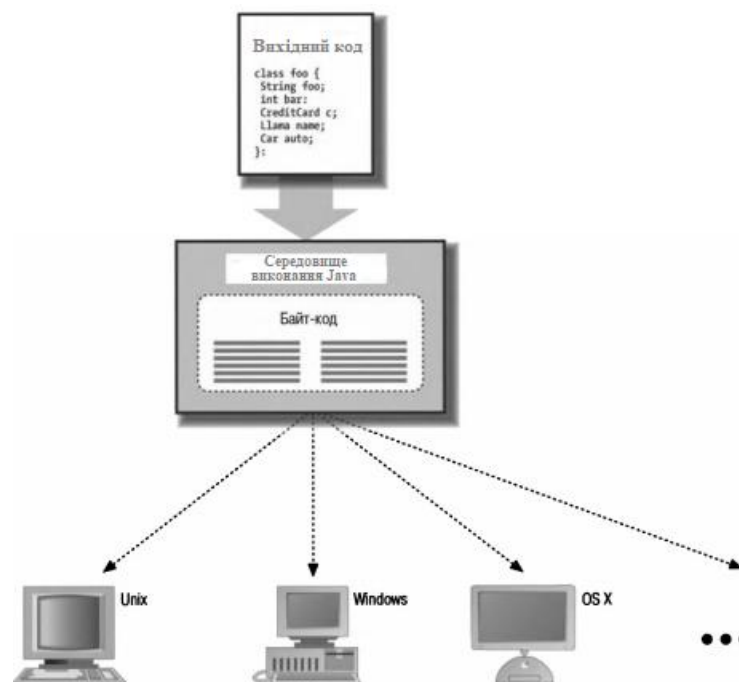 Вихідний код
class foo {
String foo;
int bar:
CreditCard c;
Llama name;
Car auto;
}:
Середовище
виконання Java
Байт-код
Unix
Windows
OS X